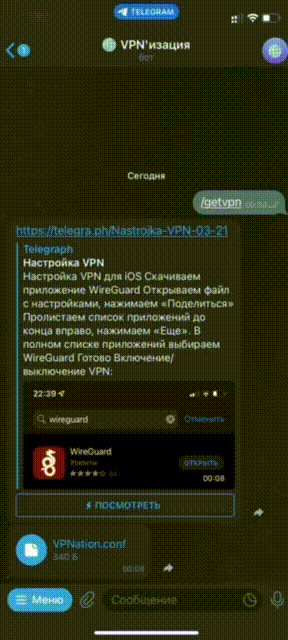 TELEGRAM
1
VPN'изация
бот
Сегодня
/getvpn
https://telegra.ph/Nastrojka-VPN-03-21
Telegraph
Настройка VPN
Настройка VPN для iOS Скачиваем
приложение WireGuard Открываем файл
с настройками, нажимаем «Поделиться»
Пролистаем список приложений до
конца вправо, нажимаем «Еще». В
полном списке приложений выбираем
WireGuard Готово Включение/
выключение VPN:
22:39
wireguard
Отменить
WireGuard
Утилиты
ОТКРЫТЬ
00:08
ПОСМОТРЕТЬ
VPNation.conf
340 Б
00:08
Меню
Сообщение